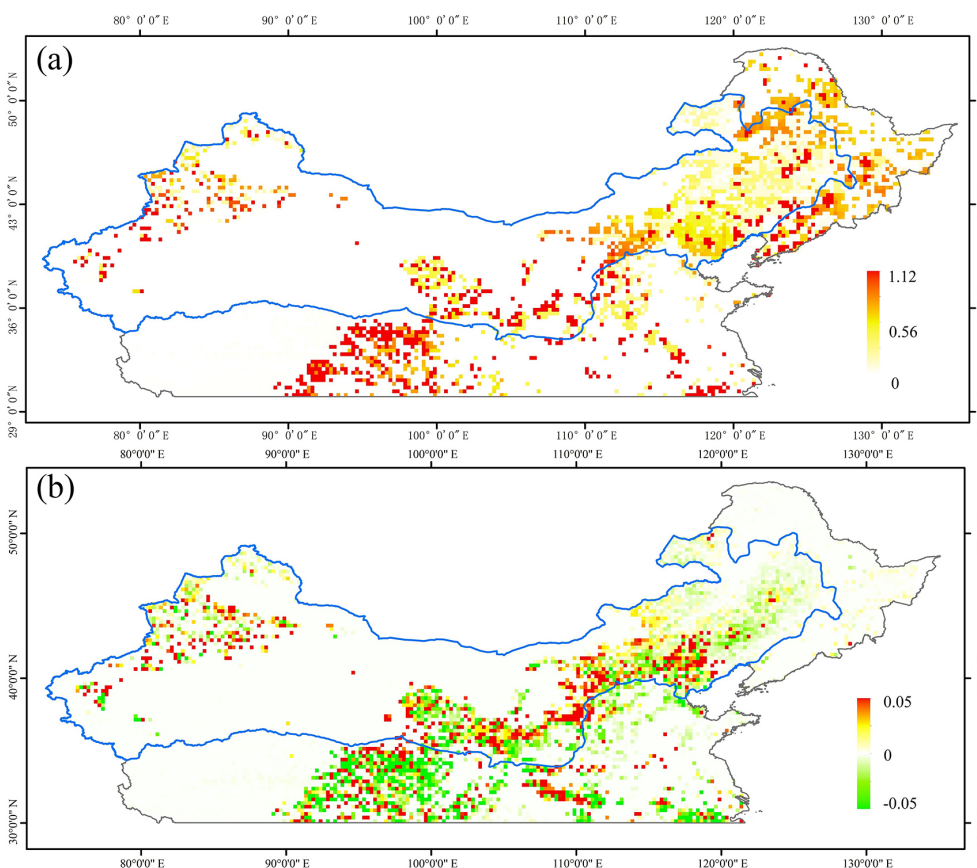 80° 0′0″E 90° 0′0″E 100° 0′0″E 110° 0′0″E 120° 0′0″E 130° 0′0″E
(a)
50° 0′0″N
43° 0′0″N
36° 0′0″N
29° 0′0″N
1.12
0.56
0
80° 0′0″E 90° 0′0″E 100° 0′0″E 110° 0′0″E 120° 0′0″E 130° 0′0″E
80°0'0"E 90°0'0"E 100°0'0"E 110°0'0"E 120°0'0"E 130°0'0"E
(b)
50°0'0"N
40°0'0"N
30°0'0"N
0.05
0
-0.05
80°0'0"E 90°0'0"E 100°0'0"E 110°0'0"E 120°0'0"E 130°0'0"E